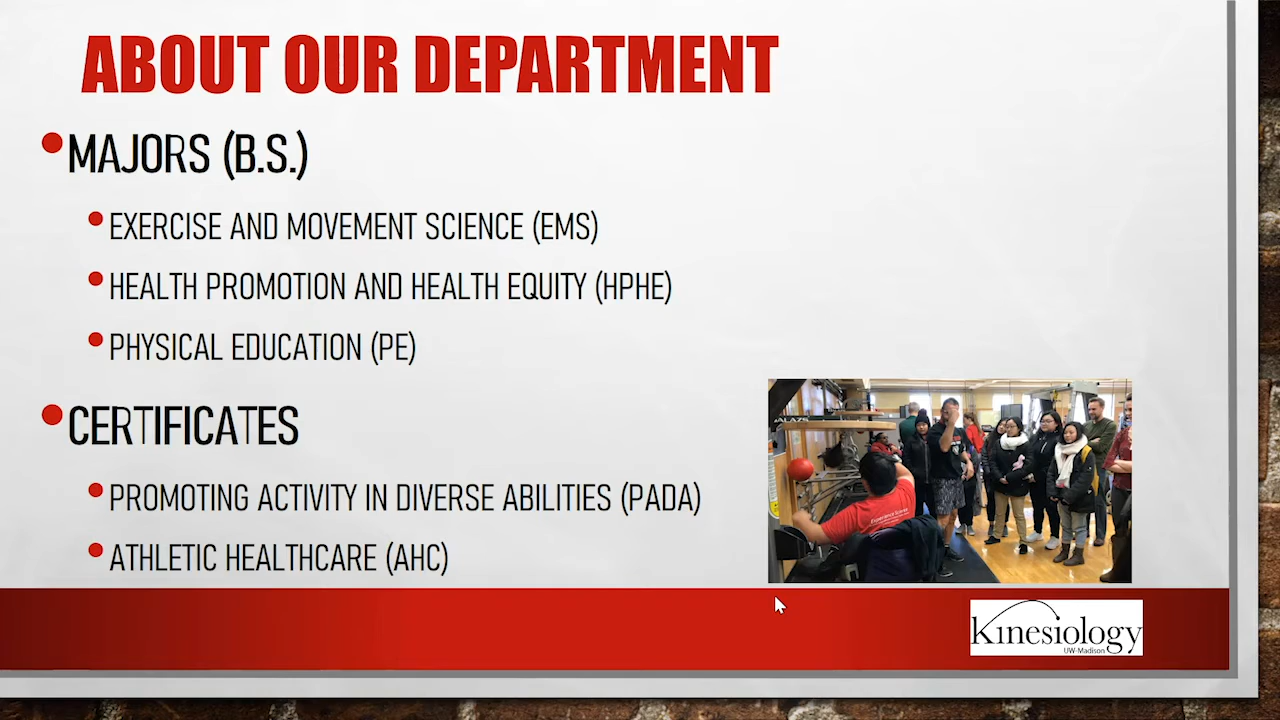 ABOUT OUR DEPARTMENT
MAJORS (B.S.)
EXERCISE AND MOVEMENT SCIENCE (EMS)
HEALTH PROMOTION AND HEALTH EQUITY (HPHE)
PHYSICAL EDUCATION (PE)
CERTIFICATES
PROMOTING ACTIVITY IN DIVERSE ABILITIES (PADA)
ATHLETIC HEALTHCARE (AHC)
Kinesiology
UW-Madison